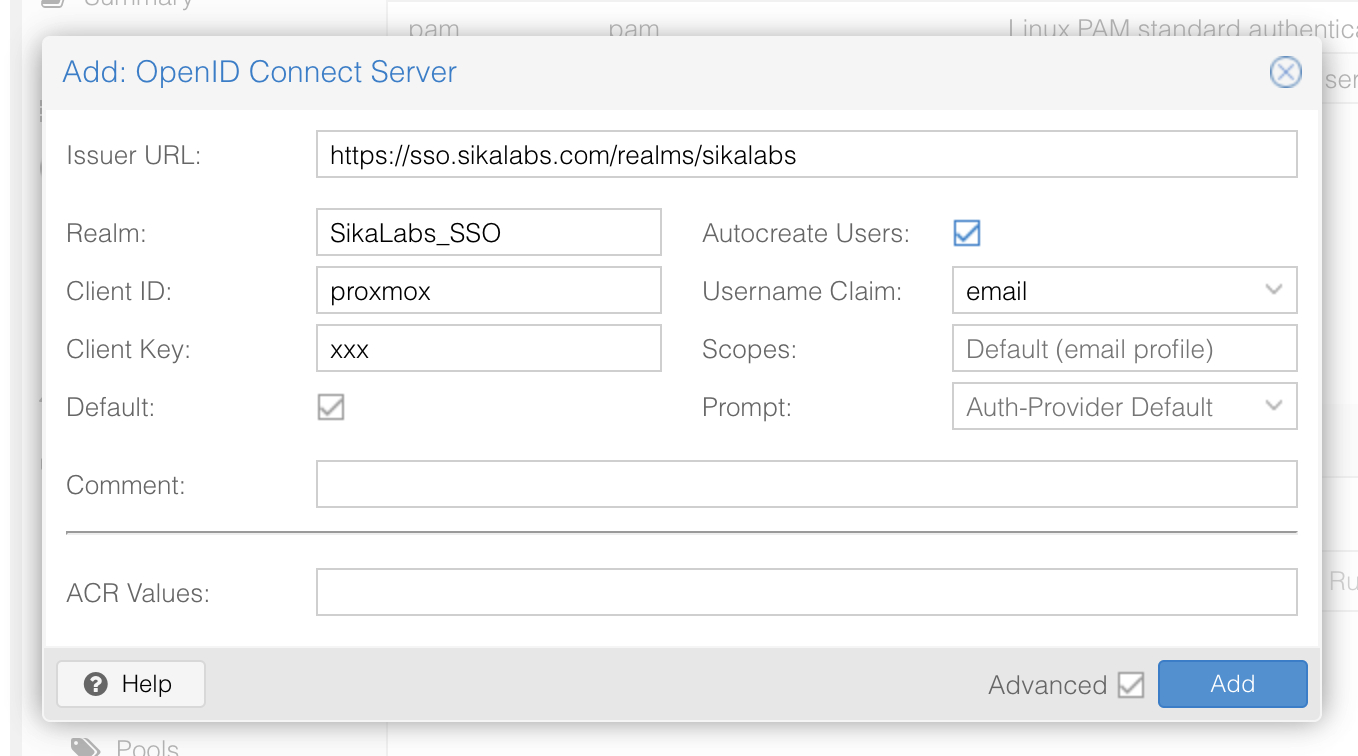 Summary
pam pam Linux PAM standard authentica
Add: OpenID Connect Server
ser
Issuer URL: https://sso.sikalabs.com/realms/sikalabs
Realm: SikaLabs_SSO Autocreate Users:
Client ID: proxmox Username Claim: email
Client Key: xxx Scopes: Default (email profile)
Default: Prompt: Auth-Provider Default
Comment:
ACR Values:
Ru
Help Advanced Add
Pools